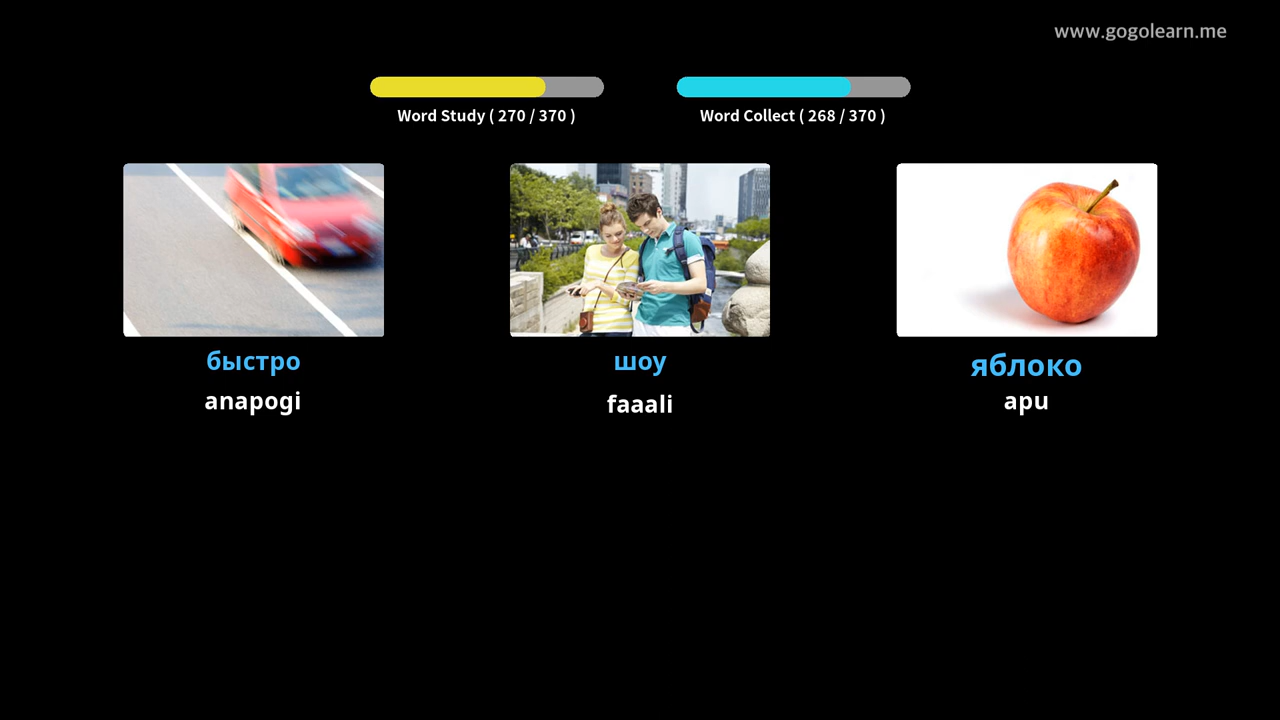 www.gogolearn.me
Word Study ( 270 / 370 )
Word Collect ( 268 / 370 )
быстро
anapogi
шоу
faaali
яблоко
apu